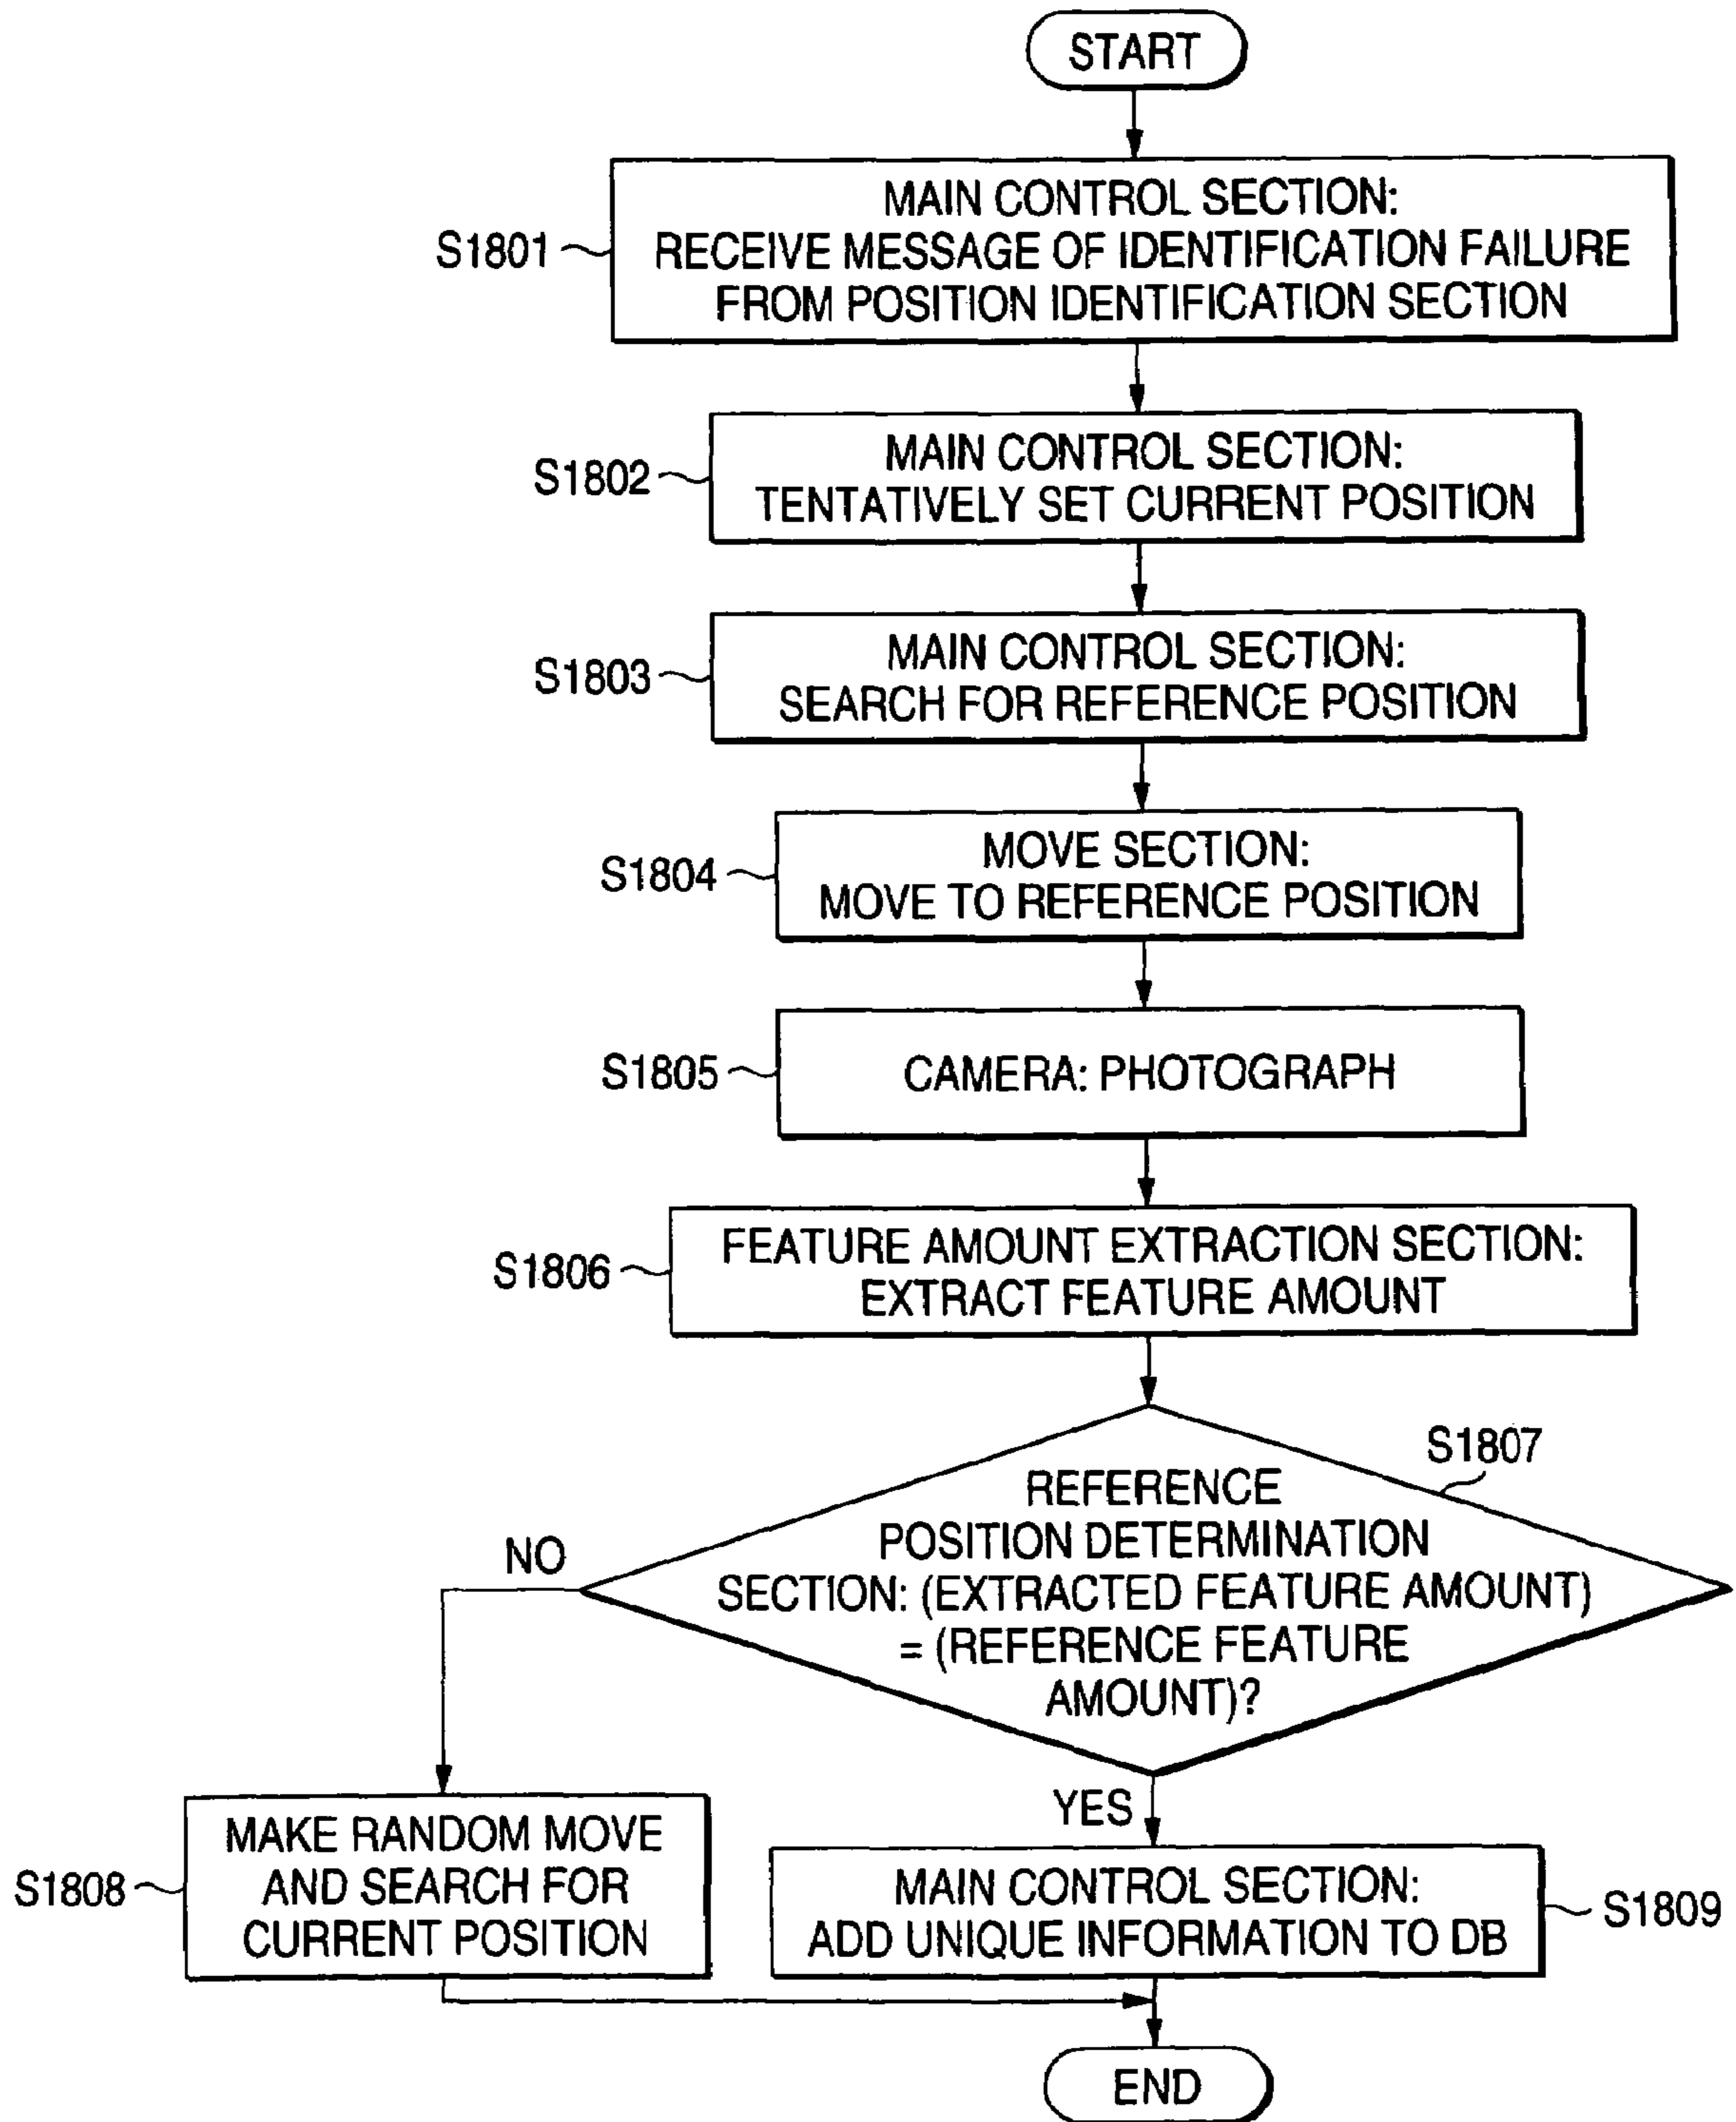 START
S1801
MAIN CONTROL SECTION:
RECEIVE MESSAGE OF IDENTIFICATION FAILURE
FROM POSITION IDENTIFICATION SECTION
S1802
MAIN CONTROL SECTION:
TENTATIVELY SET CURRENT POSITION
S1803
MAIN CONTROL SECTION:
SEARCH FOR REFERENCE POSITION
S1804
MOVE SECTION:
MOVE TO REFERENCE POSITION
S1805
CAMERA: PHOTOGRAPH
S1806
FEATURE AMOUNT EXTRACTION SECTION:
EXTRACT FEATURE AMOUNT
S1807
REFERENCE
POSITION DETERMINATION
SECTION: (EXTRACTED FEATURE AMOUNT)
= (REFERENCE FEATURE
AMOUNT)?
NO
YES
S1808
MAKE RANDOM MOVE
AND SEARCH FOR
CURRENT POSITION
MAIN CONTROL SECTION:
ADD UNIQUE INFORMATION TO DB
S1809
END